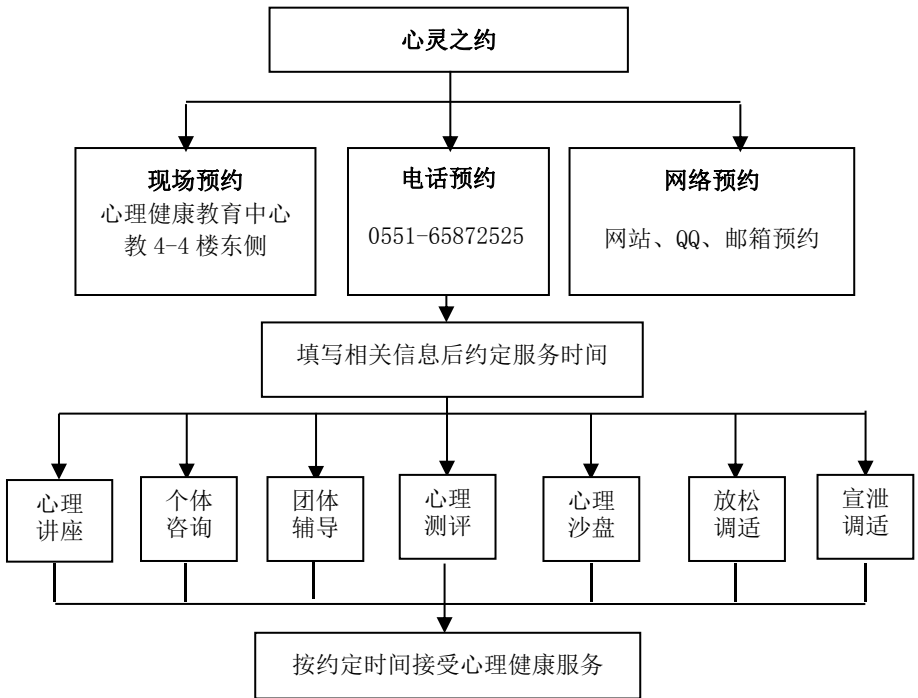 心灵之约
现场预约
心理健康教育中心
教 4-4 楼东侧
电话预约
0551-65872525
网络预约
网站、QQ、邮箱预约
填写相关信息后约定服务时间
心理
讲座
个体
咨询
团体
辅导
心理
测评
心理
沙盘
放松
调适
宣泄
调适
按约定时间接受心理健康服务